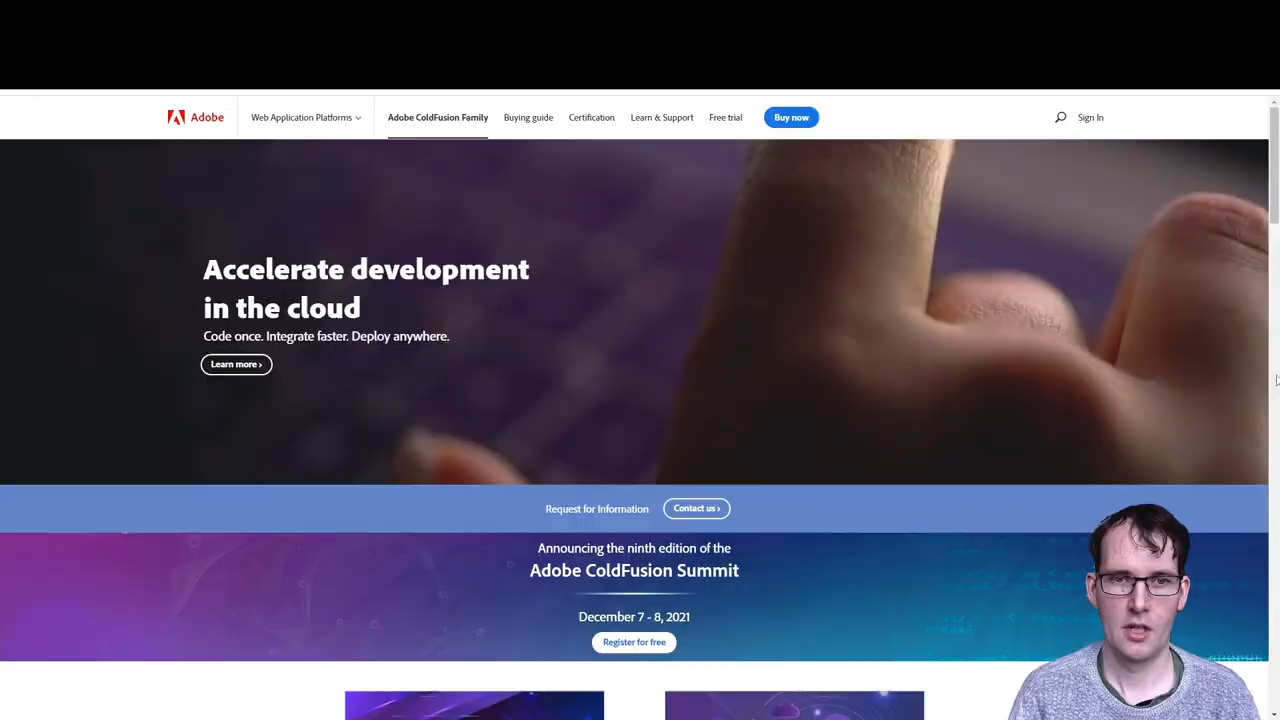 Adobe
Web Application Platforms
Adobe ColdFusion Family
Buying guide
Certification
Learn & Support
Free trial
Buy now
Sign In
Accelerate development
in the cloud
Code once. Integrate faster. Deploy anywhere.
Learn more ›
Request for Information
Contact us ›
Announcing the ninth edition of the
Adobe ColdFusion Summit
December 7 - 8, 2021
Register for free